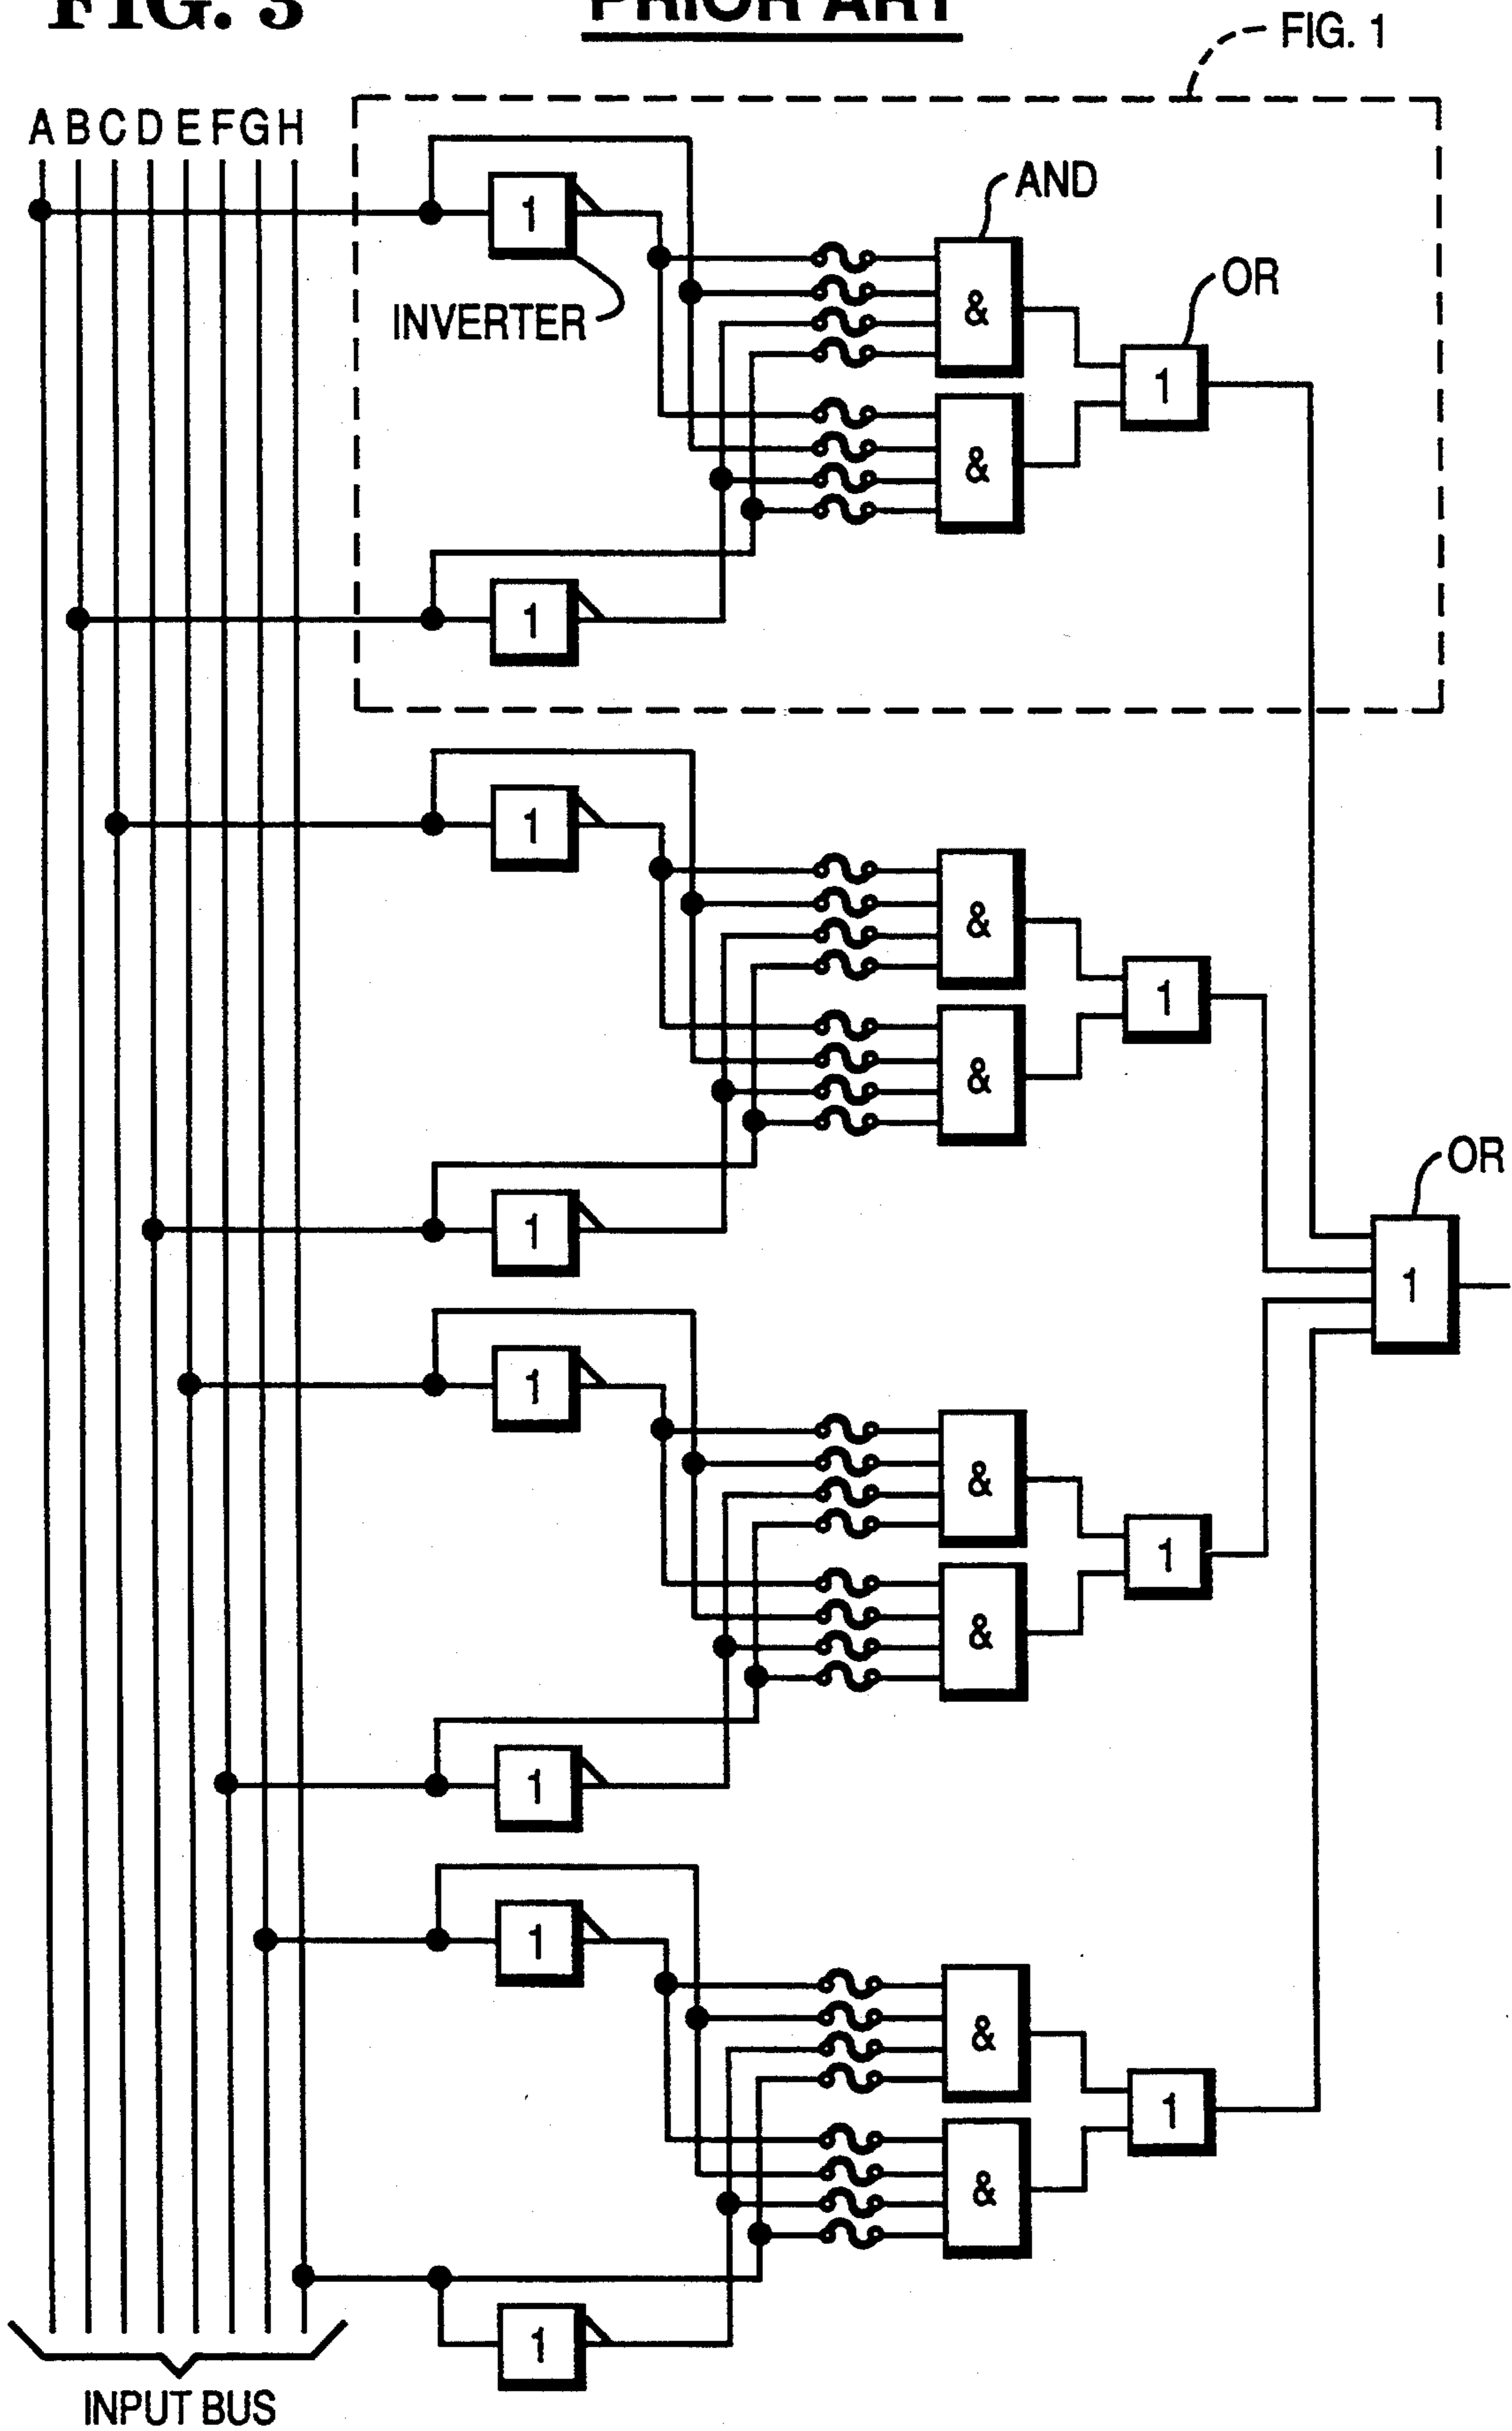 FIG. 3
PRIOR ART
FIG. 1
A B C D E F G H
1
AND
INVERTER
&
OR
1
&
1
1
&
1
&
1
OR
1
1
1
&
1
&
1
1
&
1
&
1
INPUT BUS